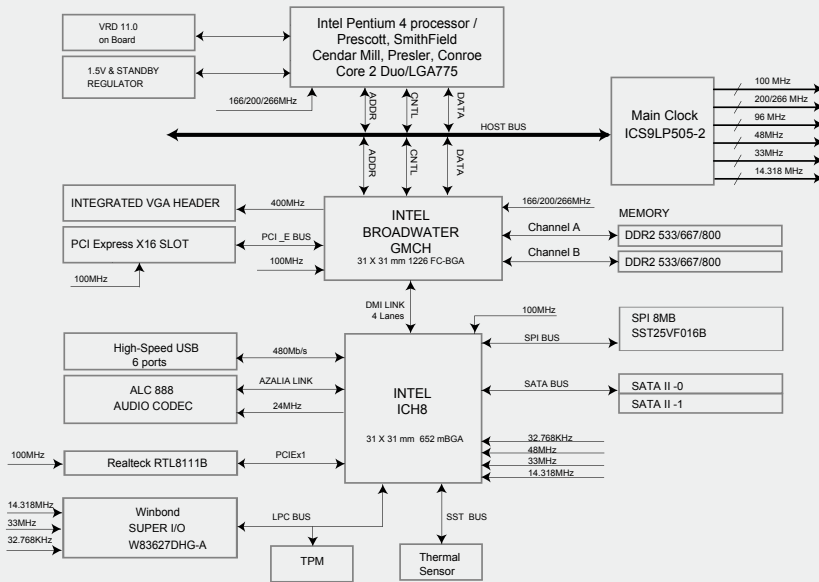 VRD 11.0
on Board
1.5V & STANDBY
REGULATOR
Intel Pentium 4 processor /
Prescott, SmithField
Cendar Mill, Presler, Conroe
Core 2 Duo/LGA775
166/200/266MHz
ADDR
CNTL
DATA
HOST BUS
Main Clock
ICS9LP505-2
100 MHz
200/266 MHz
96 MHz
48MHz
33MHz
14.318 MHz
ADDR
CNTL
DATA
INTEGRATED VGA HEADER
400MHz
PCI Express X16 SLOT
PCI _E BUS
100MHz
100MHz
INTEL
BROADWATER
GMCH
31 X 31 mm 1226 FC-BGA
166/200/266MHz
Channel A
Channel B
MEMORY
DDR2 533/667/800
DDR2 533/667/800
DMI LINK
4 Lanes
100MHz
High-Speed USB
6 ports
480Mb/s
ALC 888
AUDIO CODEC
AZALIA LINK
24MHz
INTEL
ICH8
31 X 31 mm 652 mBGA
SPI BUS
SPI 8MB
SST25VF016B
SATA BUS
SATA II -0
SATA II -1
32.768KHz
48MHz
33MHz
14.318MHz
100MHz
Realteck RTL8111B
PCIEx1
14.318MHz
33MHz
32.768KHz
Winbond
SUPER I/O
W83627DHG-A
LPC BUS
TPM
SST BUS
Thermal
Sensor